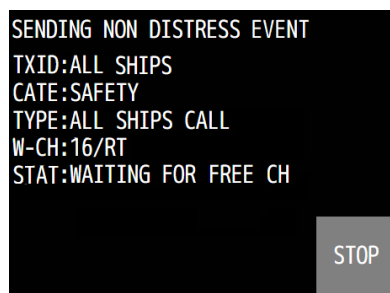 SENDING NON DISTRESS EVENT
TXID:ALL SHIPS
CATE:SAFETY
TYPE:ALL SHIPS CALL
W-CH:16/RT
STAT:WAITING FOR FREE CH
STOP